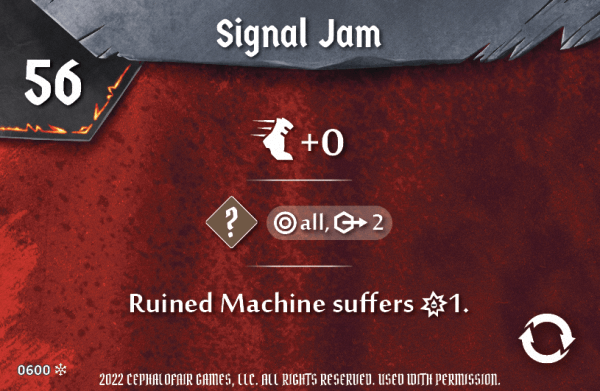 Signal Jam
56
+0
? all, 2
Ruined Machine suffers 1.
0600
2022 CEPHALOFAIR GAMES, LLC. ALL RIGHTS RESERVED. USED WITH PERMISSION.